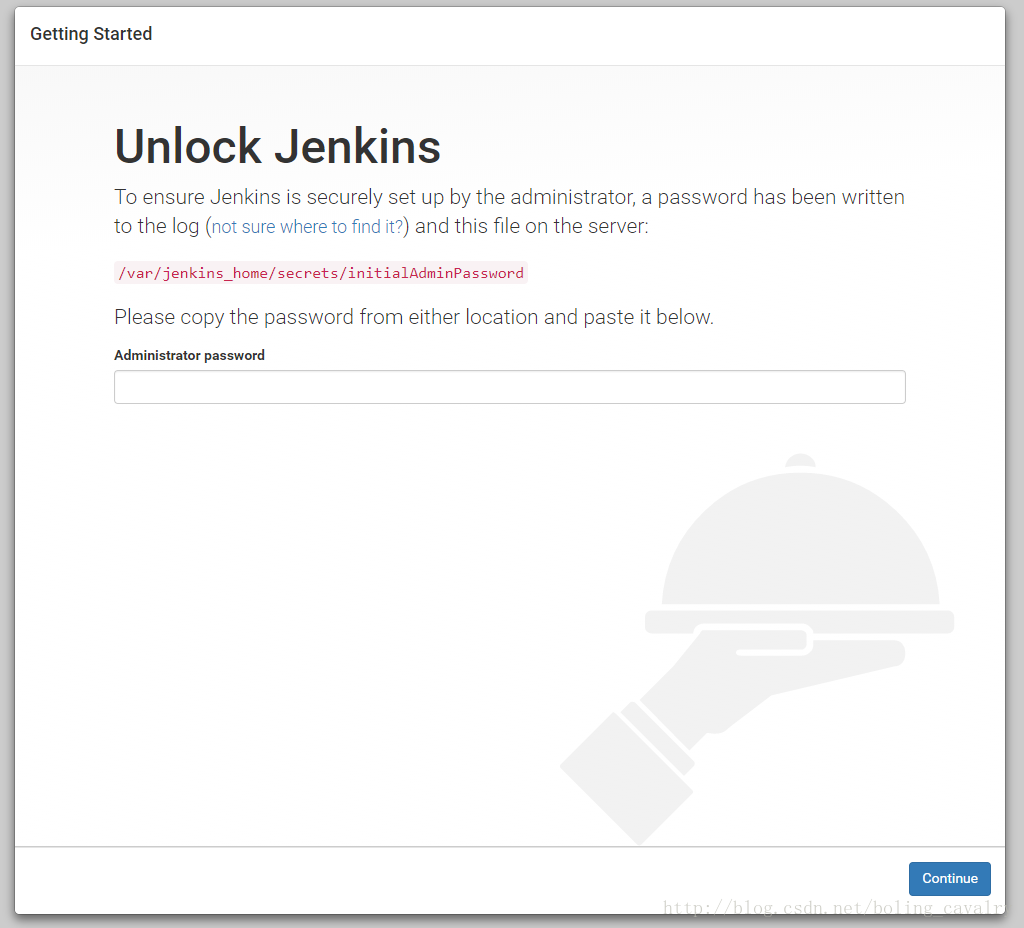 Getting Started
Unlock Jenkins
To ensure Jenkins is securely set up by the administrator, a password has been written
to the log (not sure where to find it?) and this file on the server:
/var/jenkins_home/secrets/initialAdminPassword
Please copy the password from either location and paste it below.
Administrator password
Continue
http://blog.csdn.net/boling_cavalr